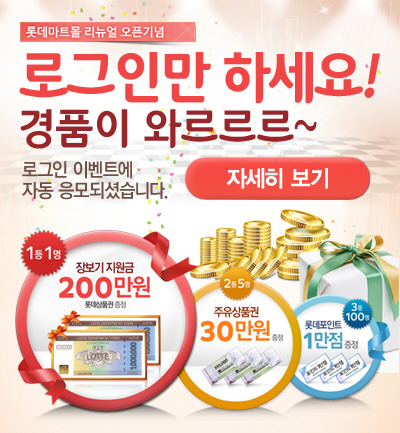 롯데마트몰 리뉴얼 오픈기념
로그인만 하세요!
경품이 와르르르~
로그인 이벤트에
자동 응모되셨습니다.
자세히 보기
1등 1명
장보기 지원금
200만원
롯데상품권 증정
LOTTE
1,000,000
2등 5명
주유상품권
30만원 증정
3등
100명
롯데포인트
1만점 증정